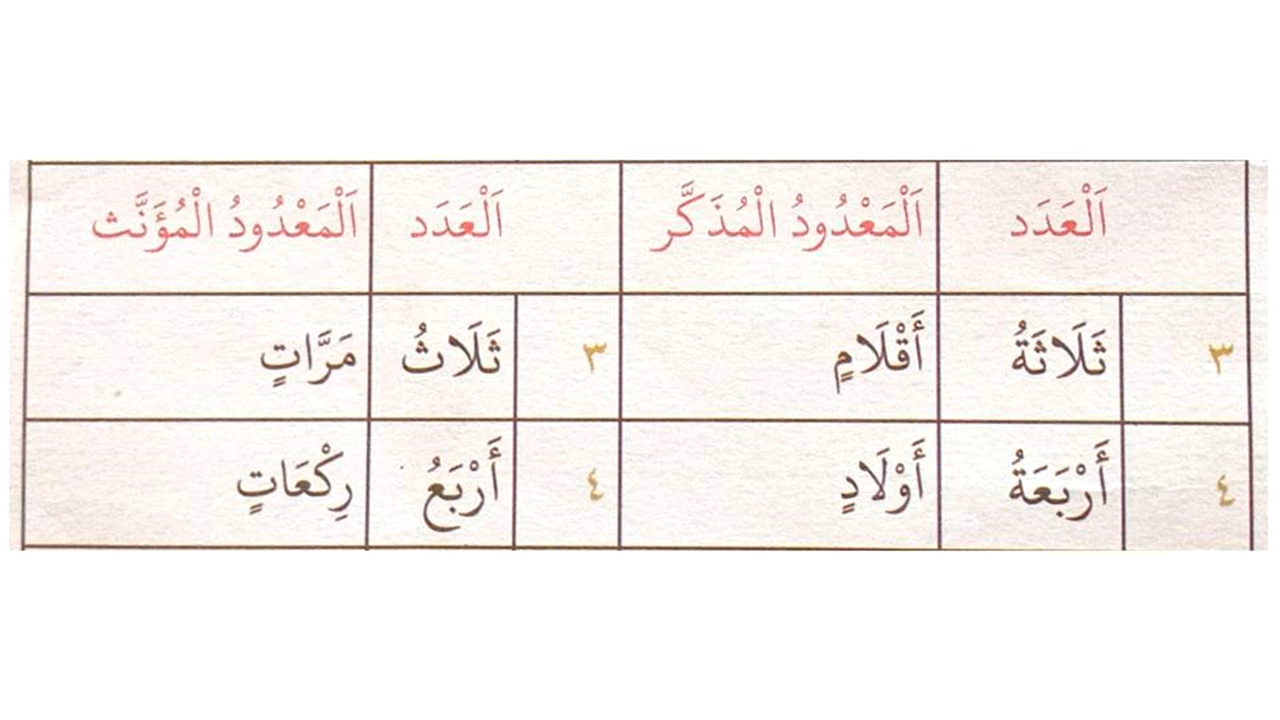 اَلْعَدَد اَلْمَعْدُودُ الْمُذَكَّر اَلْعَدَد اَلْمَعْدُودُ الْمُؤَنَّث
٣ ثَلَاثَةُ أَقْلَامٍ ٣ ثَلَاثُ مَرَّاتٍ
٤ أَرْبَعَةُ أَوْلَادٍ ٤ أَرْبَعُ رِكْعَاتٍ